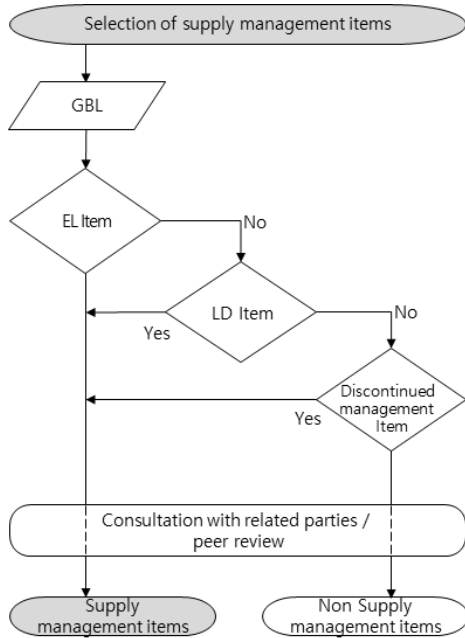 Selection of supply management items
GBL
EL Item
No
LD Item
No
Yes
Discontinued
management
Item
Yes
Consultation with related parties /
peer review
Supply
management items
Non Supply
management items